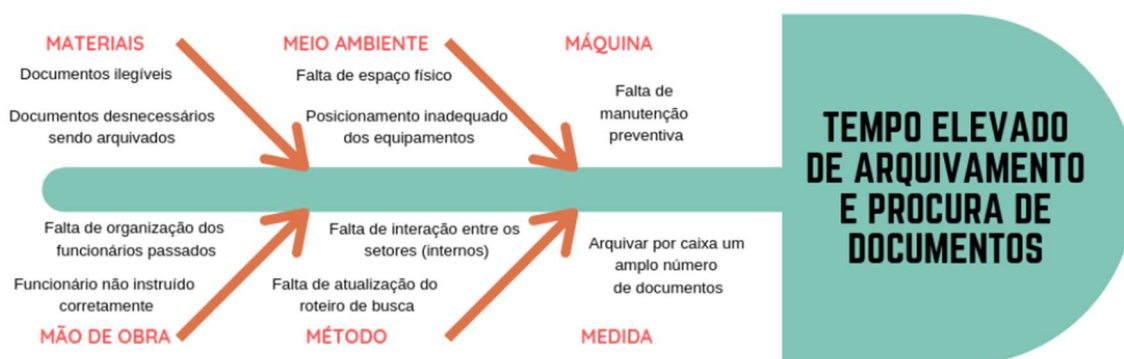 MATERIAIS
Documentos ilegíveis
Documentos desnecessários
sendo arquivados
MEIO AMBIENTE
Falta de espaço físico
Posicionamento inadequado
dos equipamentos
MÁQUINA
Falta de
manutenção
preventiva
TEMPO ELEVADO
DE ARQUIVAMENTO
E PROCURA DE
DOCUMENTOS
Falta de organização dos
funcionários passados
Funcionário não instruído
corretamente
MÃO DE OBRA
Falta de interação entre os
setores (internos)
Falta de atualização do
roteiro de busca
MÉTODO
Arquivar por caixa um
amplo número
de documentos
MEDIDA